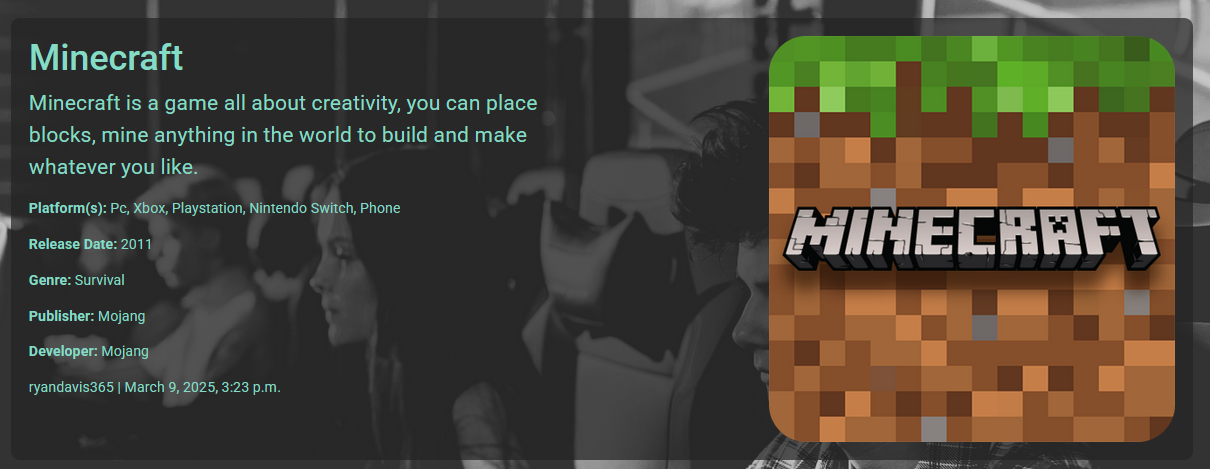 Minecraft
Minecraft is a game all about creativity, you can place
blocks, mine anything in the world to build and make
whatever you like.
Platform(s): Pc, Xbox, Playstation, Nintendo Switch, Phone
Release Date: 2011
Genre: Survival
Publisher: Mojang
Developer: Mojang
ryandavis365 | March 9, 2025, 3:23 p.m.
MINECRAFT